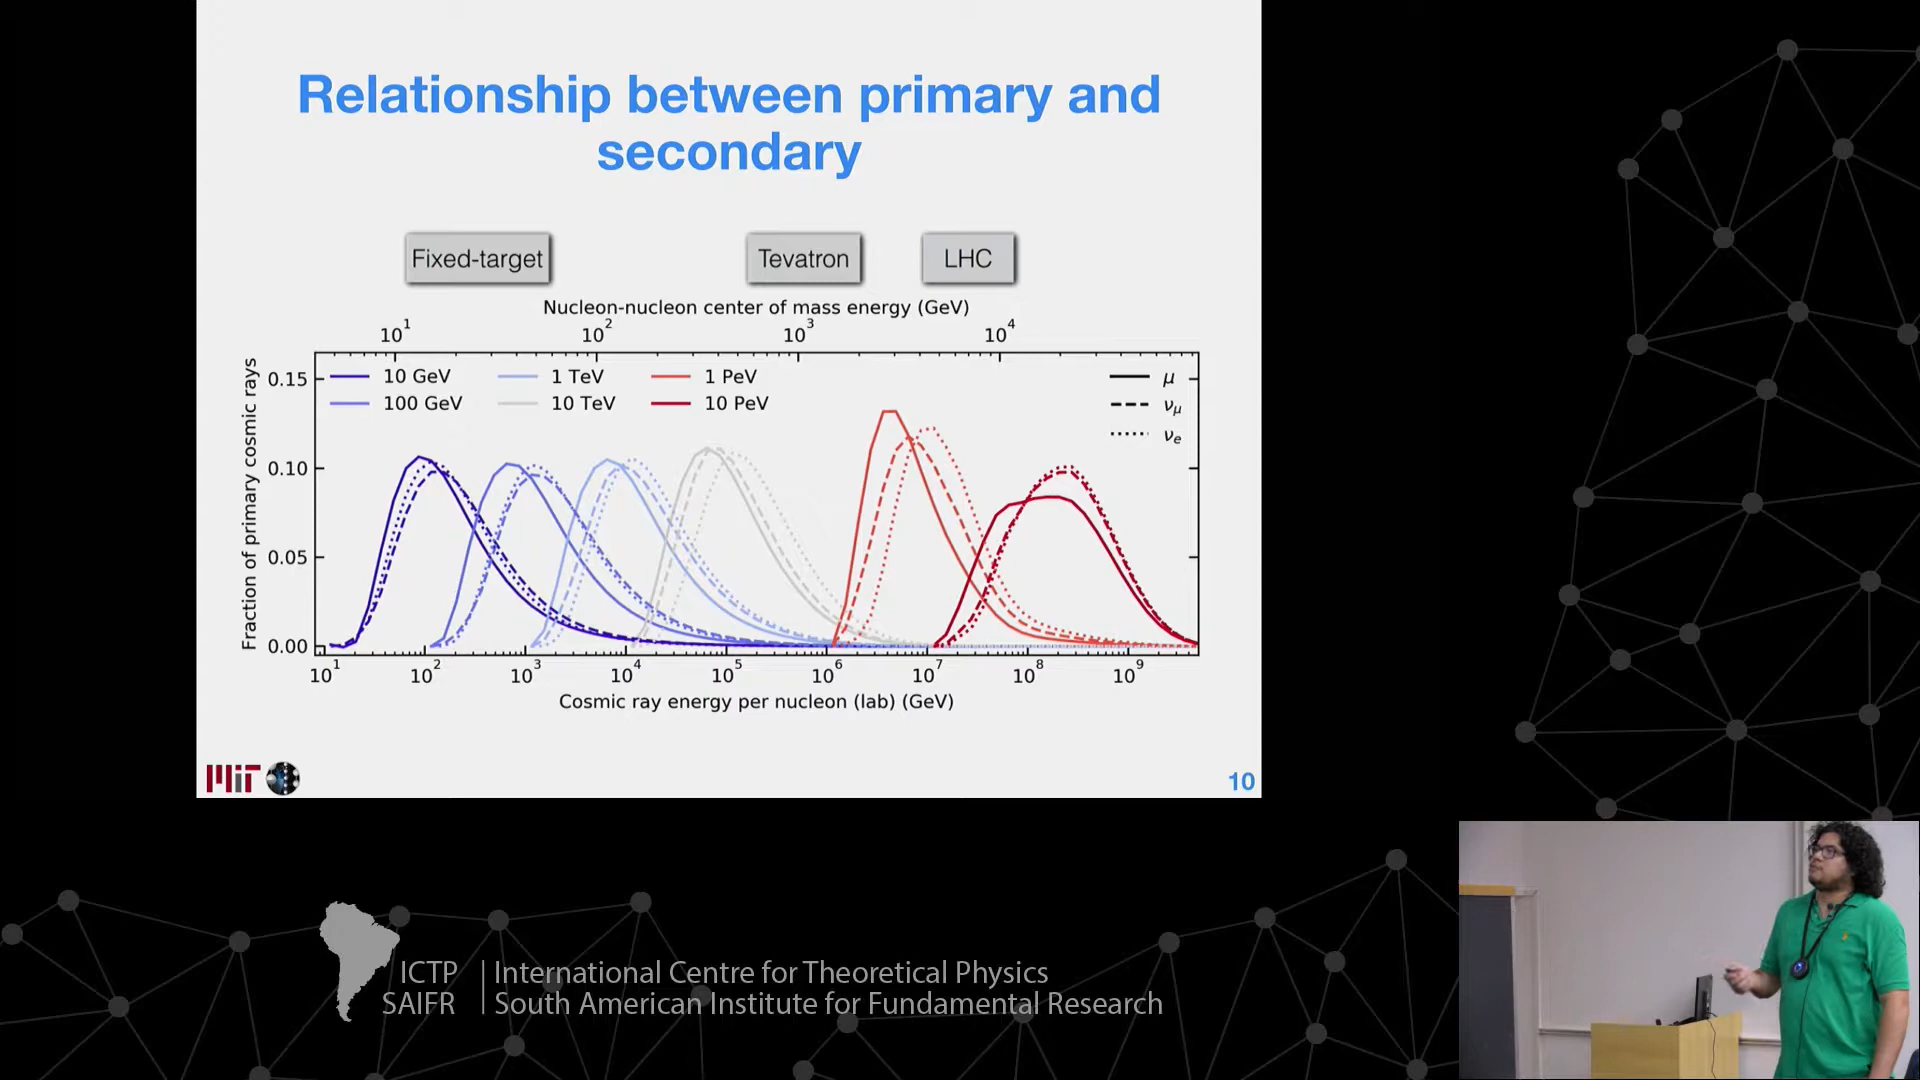 Relationship between primary and
secondary
Fixed-target
Tevatron
LHC
Nucleon-nucleon center of mass energy (GeV)
10¹ 10² 10³ 10⁴
Fraction of primary cosmic rays
0.15
0.10
0.05
0.00
10 GeV 1 TeV 1 PeV
100 GeV 10 TeV 10 PeV
μ
ν_μ
ν_e
10¹ 10² 10³ 10⁴ 10⁵ 10⁶ 10⁷ 10⁸ 10⁹
Cosmic ray energy per nucleon (lab) (GeV)
MIT
10
ICTP | International Centre for Theoretical Physics
SAIFR | South American Institute for Fundamental Research